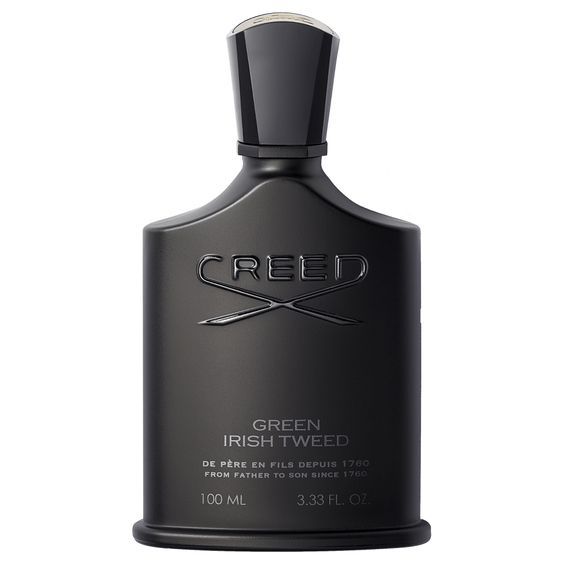 CREED
GREEN
IRISH TWEED
DE PÈRE EN FILS DEPUIS 1760
FROM FATHER TO SON SINCE 1760
100 ML 3.33 FL. OZ.